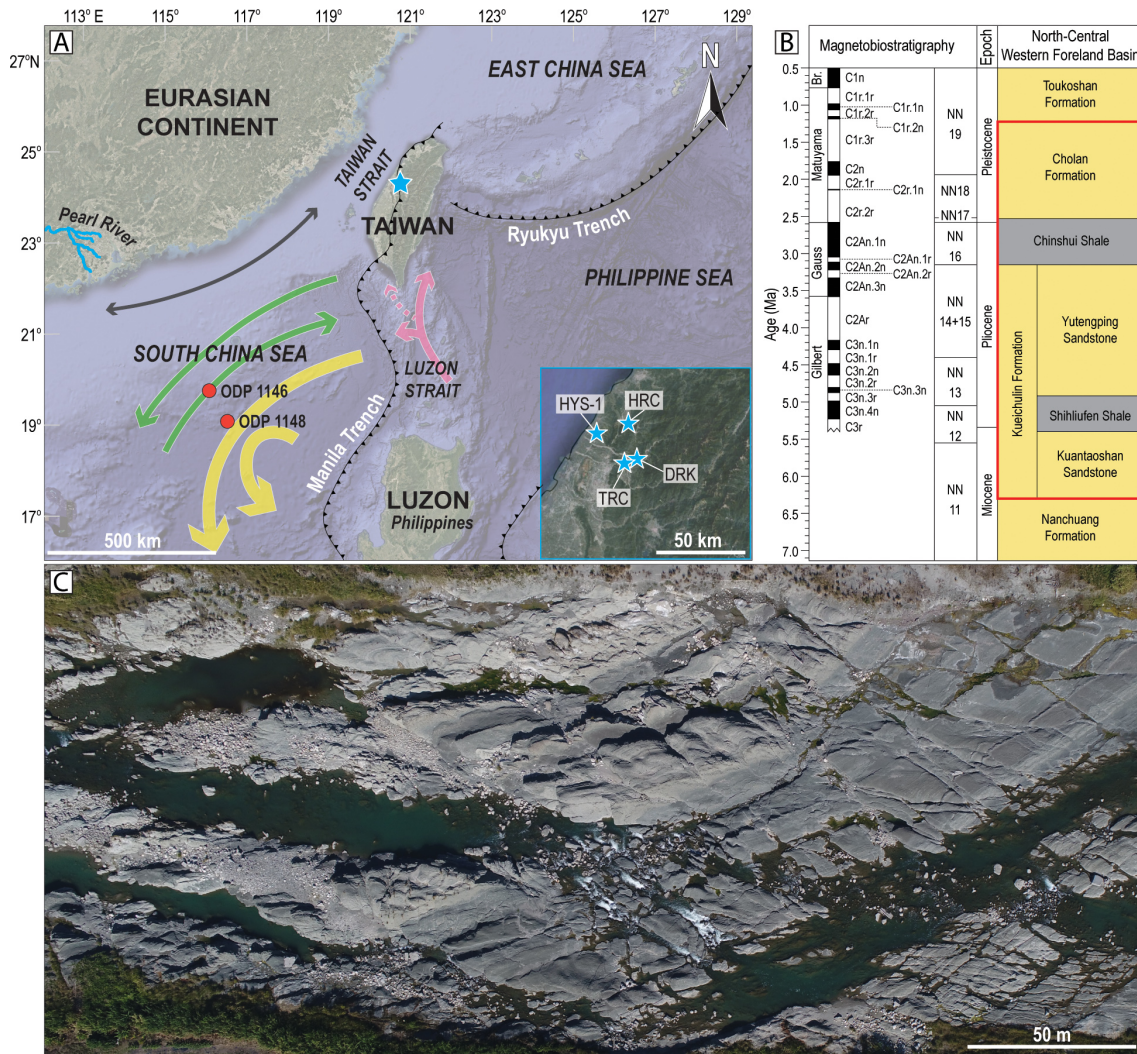 A
113° E
115°
117°
119°
121°
123°
125°
127°
129°
27°N
25°
23°
21°
19°
17°
EURASIAN
CONTINENT
EAST CHINA SEA
N
TAIWAN
STRAIT
Pearl River
TAIWAN
Ryukyu Trench
PHILIPPINE SEA
SOUTH CHINA SEA
LUZON
STRAIT
ODP 1146
ODP 1148
Manila Trench
LUZON
Philippines
500 km
HYS-1
HRC
DRK
TRC
50 km
B
Magnetobiostratigraphy
Epoch
North-Central
Western Foreland Basin
Age (Ma)
0.5
1.0
1.5
2.0
2.5
3.0
3.5
4.0
4.5
5.0
5.5
6.0
6.5
7.0
Br.
Matuyama
Gauss
Gilbert
C1n
C1r.1r
C1r.1n
C1r.2r
C1r.2n
C1r.3r
C2n
C2r.1r
C2r.1n
C2r.2r
C2An.1n
C2An.1r
C2An.2n
C2An.2r
C2An.3n
C2Ar
C3n.1n
C3n.1r
C3n.2n
C3n.2r
C3n.3n
C3n.3r
C3n.4n
C3r
NN
19
NN18
NN17
NN
16
NN
14+15
NN
13
NN
12
NN
11
Pleistocene
Pliocene
Miocene
Toukoshan
Formation
Cholan
Formation
Chinshui Shale
Kueichulin Formation
Yutengping
Sandstone
Shihliufen Shale
Kuantaoshan
Sandstone
Nanchuang
Formation
C
50 m